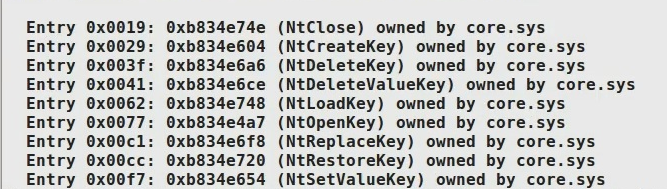 Entry 0x0019: 0xb834e74e (NtClose) owned by core.sys
Entry 0x0029: 0xb834e604 (NtCreateKey) owned by core.sys
Entry 0x003f: 0xb834e6a6 (NtDeleteKey) owned by core.sys
Entry 0x0041: 0xb834e6ce (NtDeleteValueKey) owned by core.sys
Entry 0x0062: 0xb834e748 (NtLoadKey) owned by core.sys
Entry 0x0077: 0xb834e4a7 (NtOpenKey) owned by core.sys
Entry 0x00c1: 0xb834e6f8 (NtReplaceKey) owned by core.sys
Entry 0x00cc: 0xb834e720 (NtRestoreKey) owned by core.sys
Entry 0x00f7: 0xb834e654 (NtSetValueKey) owned by core.sys